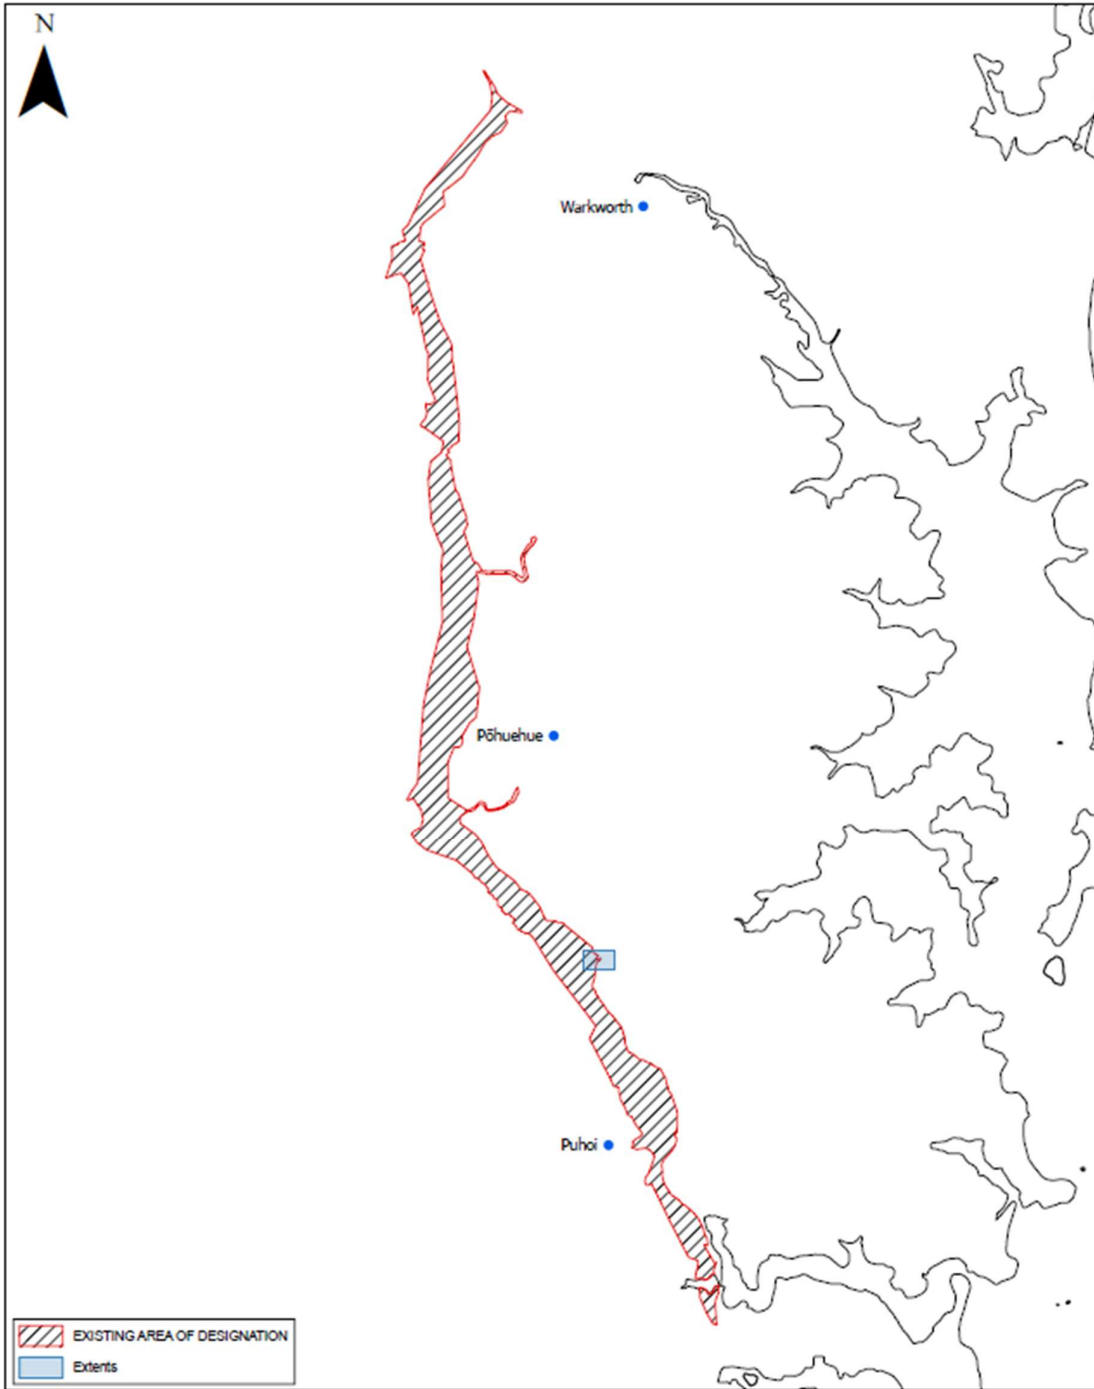 N
Warkworth
Pōhuehue
Puhoi
EXISTING AREA OF DESIGNATION
Extents